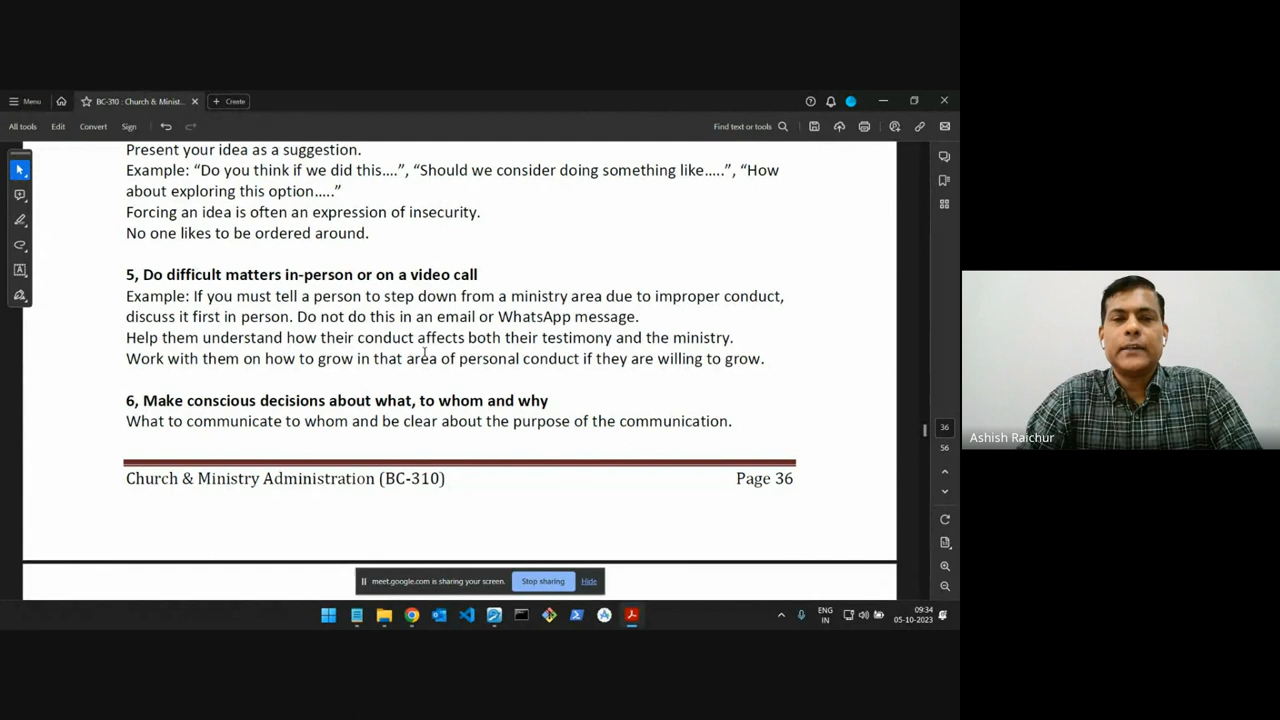 Menu
BC-310 : Church & Minist...
Create
All tools
Edit
Convert
Sign
Find text or tools
Present your idea as a suggestion.
Example: “Do you think if we did this....”, “Should we consider doing something like.....”, “How
about exploring this option.....”
Forcing an idea is often an expression of insecurity.
No one likes to be ordered around.
5, Do difficult matters in-person or on a video call
Example: If you must tell a person to step down from a ministry area due to improper conduct,
discuss it first in person. Do not do this in an email or WhatsApp message.
Help them understand how their conduct affects both their testimony and the ministry.
Work with them on how to grow in that area of personal conduct if they are willing to grow.
6, Make conscious decisions about what, to whom and why
What to communicate to whom and be clear about the purpose of the communication.
Church & Ministry Administration (BC-310)
Page 36
36
56
meet.google.com is sharing your screen.
Stop sharing
Hide
ENG
IN
09:34
05-10-2023
Ashish Raichur